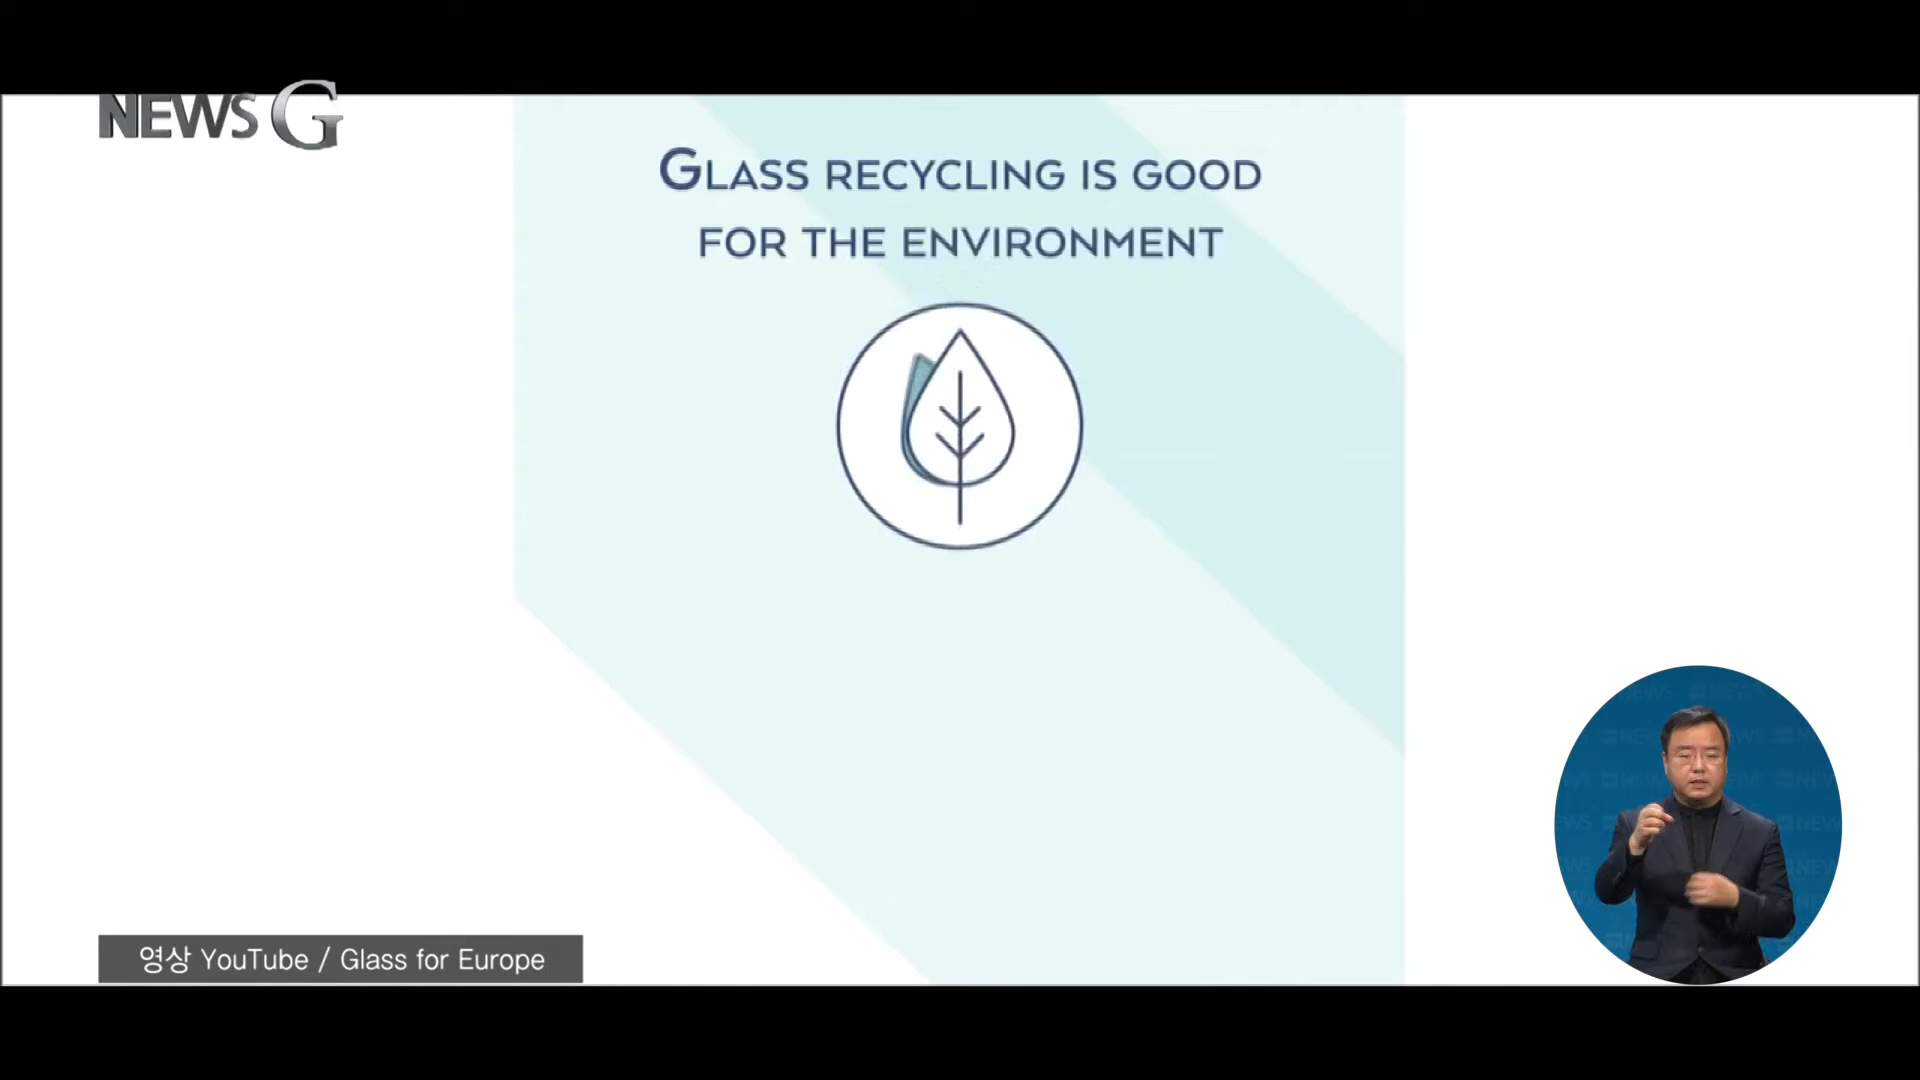 NEWS G
GLASS RECYCLING IS GOOD
FOR THE ENVIRONMENT
영상 YouTube / Glass for Europe